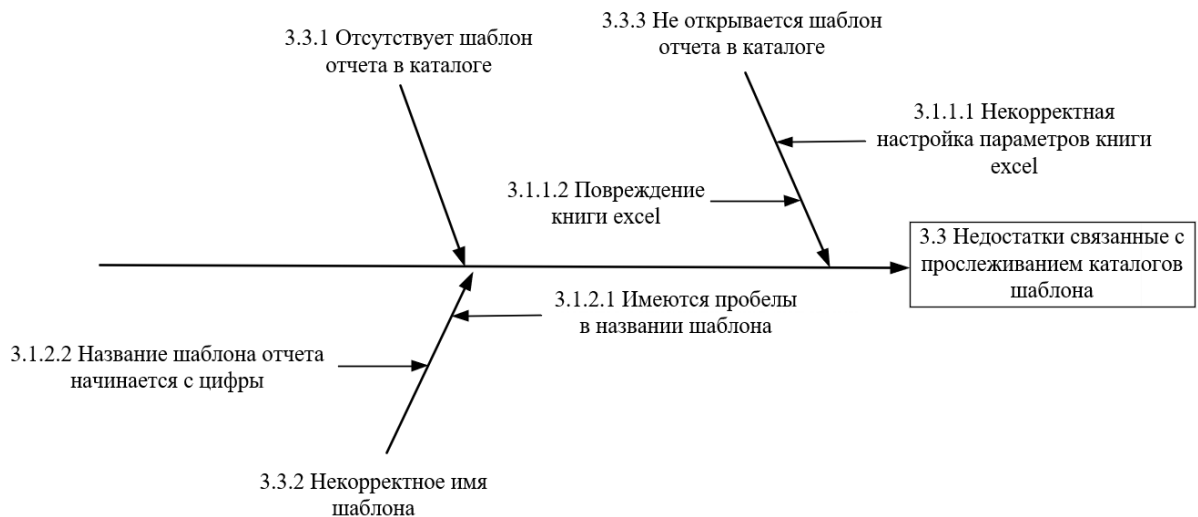 3.3.1 Отсутствует шаблон
отчета в каталоге
3.3.3 Не открывается шаблон
отчета в каталоге
3.1.1.1 Некорректная
настройка параметров книги
excel
3.1.1.2 Повреждение
книги excel
3.3 Недостатки связанные с
прослеживанием каталогов
шаблона
3.1.2.1 Имеются пробелы
в названии шаблона
3.1.2.2 Название шаблона отчета
начинается с цифры
3.3.2 Некорректное имя
шаблона